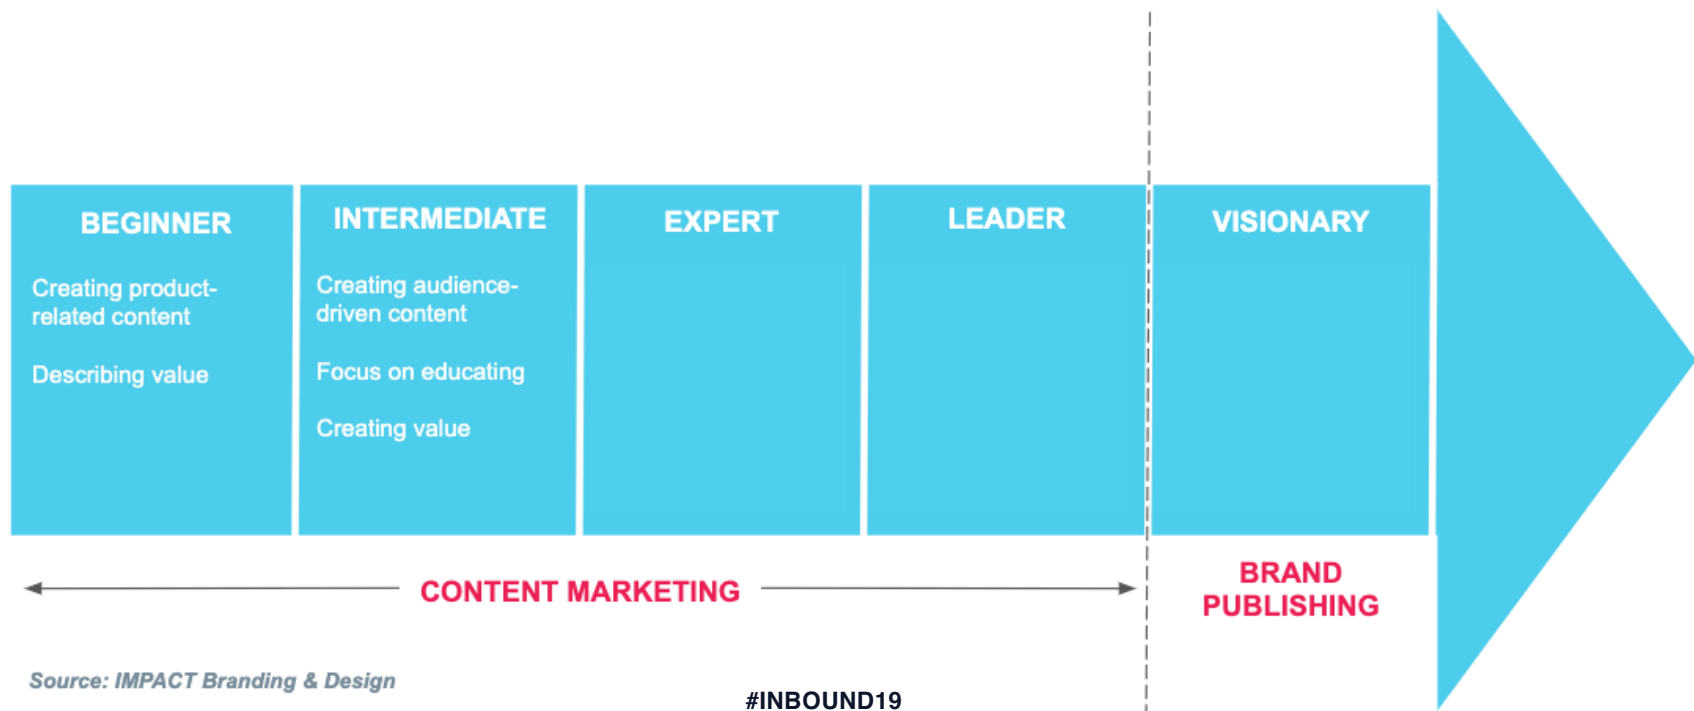 BEGINNER
Creating product-
related content
Describing value
INTERMEDIATE
Creating audience-
driven content
Focus on educating
Creating value
EXPERT
LEADER
VISIONARY
CONTENT MARKETING
BRAND
PUBLISHING
Source: IMPACT Branding & Design
#INBOUND19